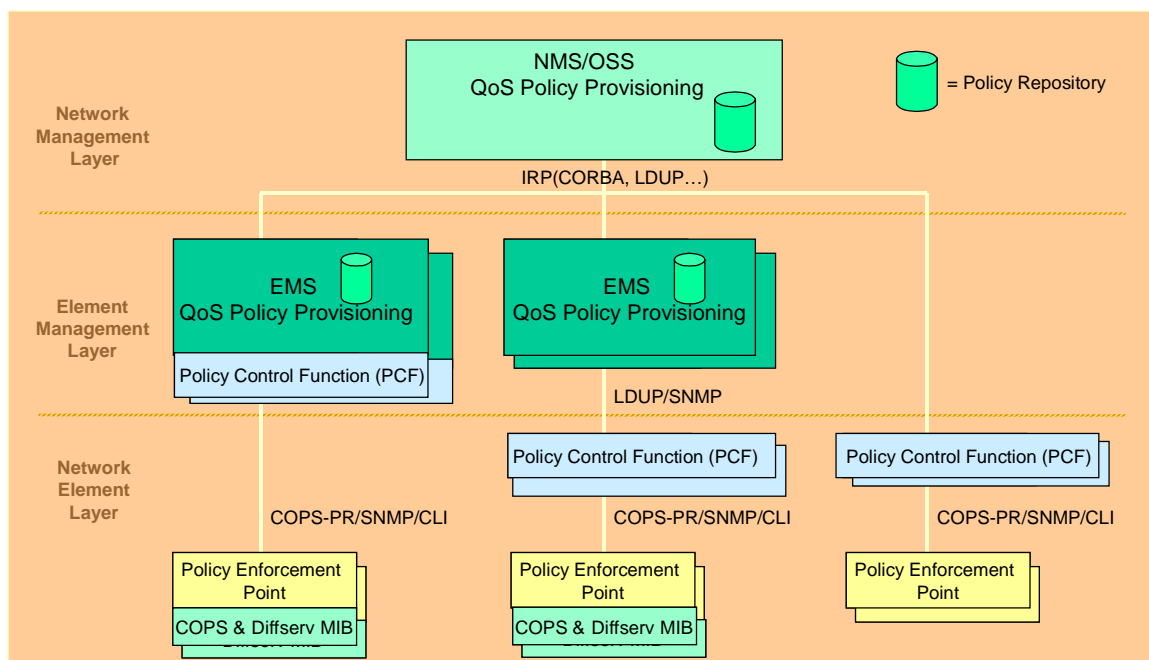 NMS/OSS
QoS Policy Provisioning
= Policy Repository
Network
Management
Layer
IRP(CORBA, LDUP…)
EMS
QoS Policy Provisioning
EMS
QoS Policy Provisioning
Element
Management
Layer
Policy Control Function (PCF)
LDUP/SNMP
Policy Control Function (PCF)
Policy Control Function (PCF)
Network
Element
Layer
COPS-PR/SNMP/CLI
COPS-PR/SNMP/CLI
COPS-PR/SNMP/CLI
Policy Enforcement
Point
Policy Enforcement
Point
Policy Enforcement
Point
COPS & Diffserv MIB
COPS & Diffserv MIB